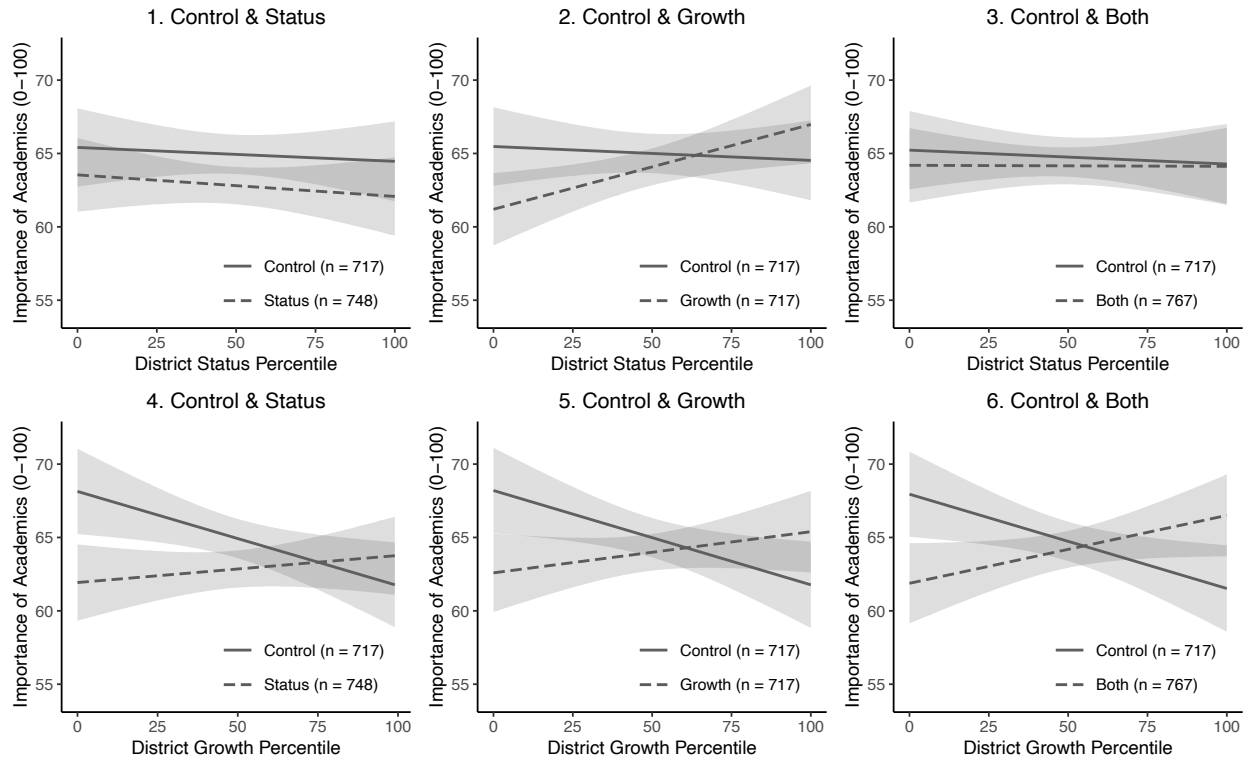 1. Control & Status
Importance of Academics (0−100)
70
65
60
55
Control (n = 717)
Status (n = 748)
0 25 50 75 100
District Status Percentile
2. Control & Growth
Importance of Academics (0−100)
70
65
60
55
Control (n = 717)
Growth (n = 717)
0 25 50 75 100
District Status Percentile
3. Control & Both
Importance of Academics (0−100)
70
65
60
55
Control (n = 717)
Both (n = 767)
0 25 50 75 100
District Status Percentile
4. Control & Status
Importance of Academics (0−100)
70
65
60
55
Control (n = 717)
Status (n = 748)
0 25 50 75 100
District Growth Percentile
5. Control & Growth
Importance of Academics (0−100)
70
65
60
55
Control (n = 717)
Growth (n = 717)
0 25 50 75 100
District Growth Percentile
6. Control & Both
Importance of Academics (0−100)
70
65
60
55
Control (n = 717)
Both (n = 767)
0 25 50 75 100
District Growth Percentile